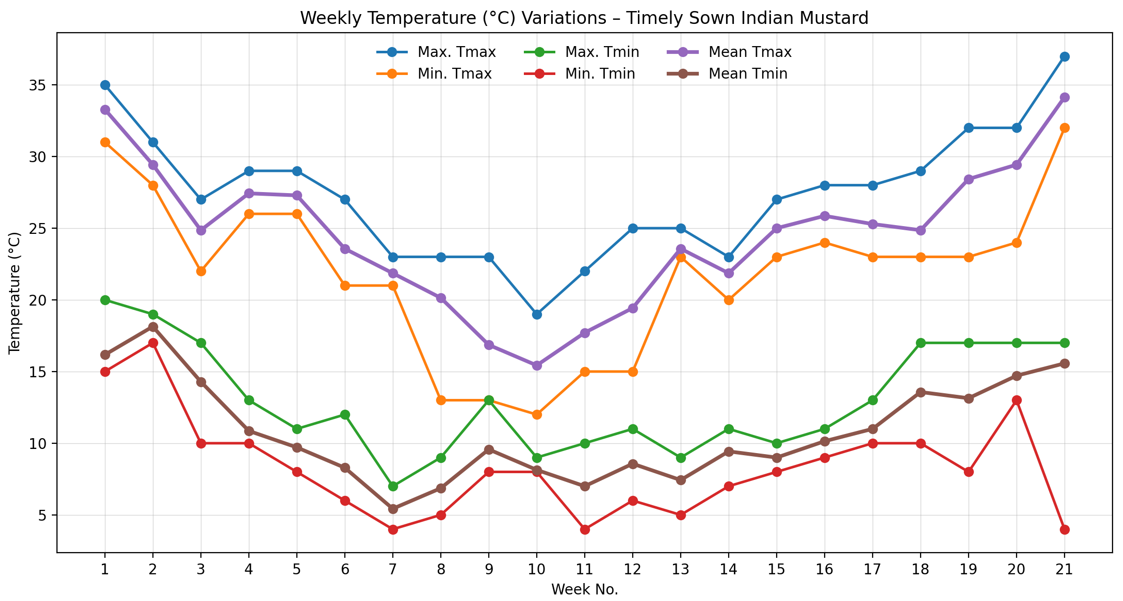 Weekly Temperature (°C) Variations – Timely Sown Indian Mustard
Max. Tmax Max. Tmin Mean Tmax
Min. Tmax Min. Tmin Mean Tmin
Temperature (°C)
35
30
25
20
15
10
5
1 2 3 4 5 6 7 8 9 10 11 12 13 14 15 16 17 18 19 20 21
Week No.